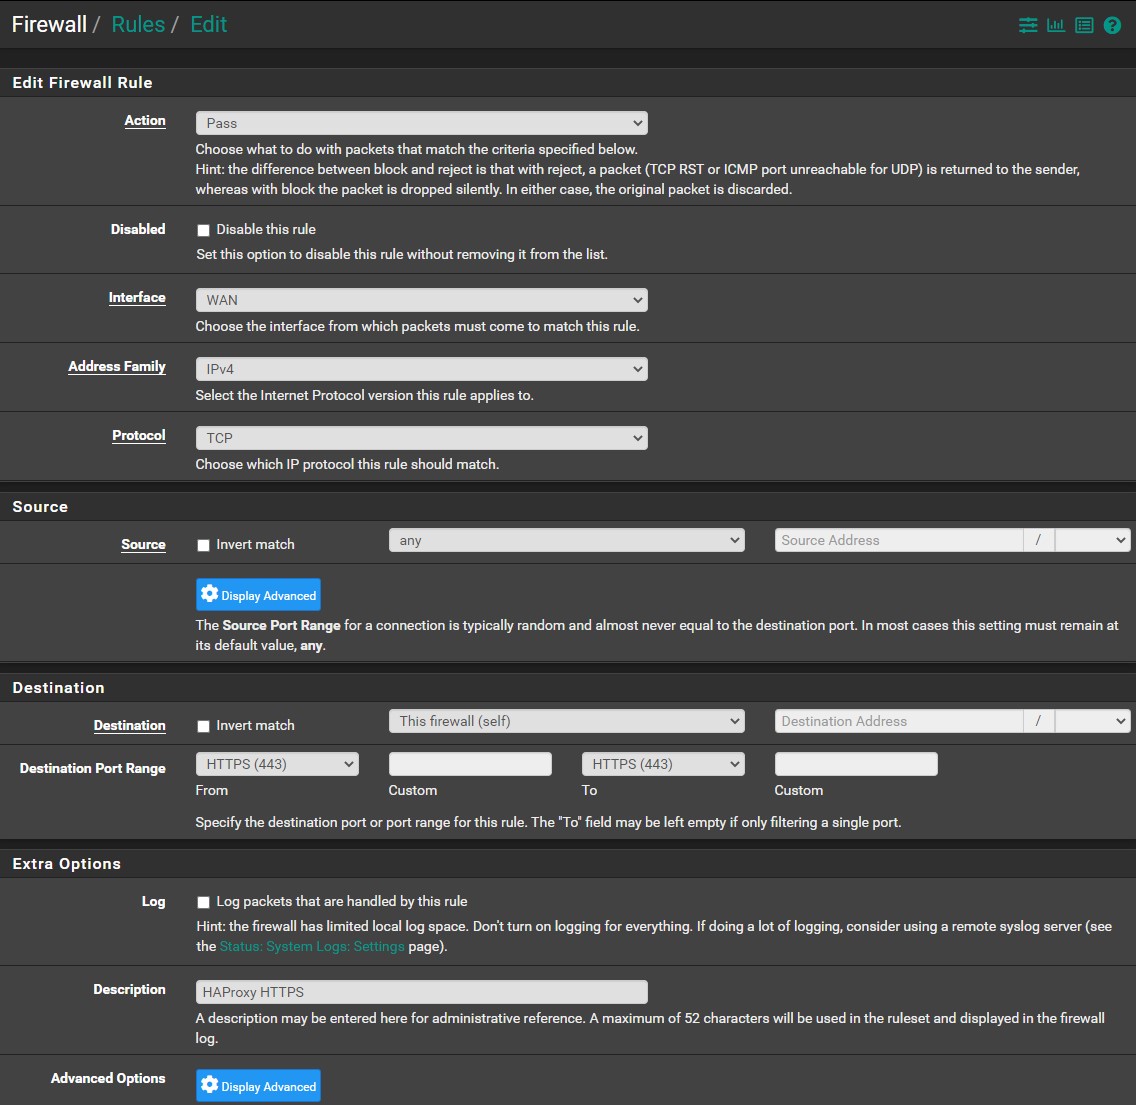 Firewall / Rules / Edit
Edit Firewall Rule
Action
Pass
Choose what to do with packets that match the criteria specified below.
Hint: the difference between block and reject is that with reject, a packet (TCP RST or ICMP port unreachable for UDP) is returned to the sender,
whereas with block the packet is dropped silently. In either case, the original packet is discarded.
Disabled
Disable this rule
Set this option to disable this rule without removing it from the list.
Interface
WAN
Choose the interface from which packets must come to match this rule.
Address Family
IPv4
Select the Internet Protocol version this rule applies to.
Protocol
TCP
Choose which IP protocol this rule should match.
Source
Source
Invert match
any
Source Address
/
Display Advanced
The Source Port Range for a connection is typically random and almost never equal to the destination port. In most cases this setting must remain at
its default value, any.
Destination
Destination
Invert match
This firewall (self)
Destination Address
/
Destination Port Range
HTTPS (443)
HTTPS (443)
From
Custom
To
Custom
Specify the destination port or port range for this rule. The "To" field may be left empty if only filtering a single port.
Extra Options
Log
Log packets that are handled by this rule
Hint: the firewall has limited local log space. Don't turn on logging for everything. If doing a lot of logging, consider using a remote syslog server (see
the Status: System Logs: Settings page).
Description
HAProxy HTTPS
A description may be entered here for administrative reference. A maximum of 52 characters will be used in the ruleset and displayed in the firewall
log.
Advanced Options
Display Advanced